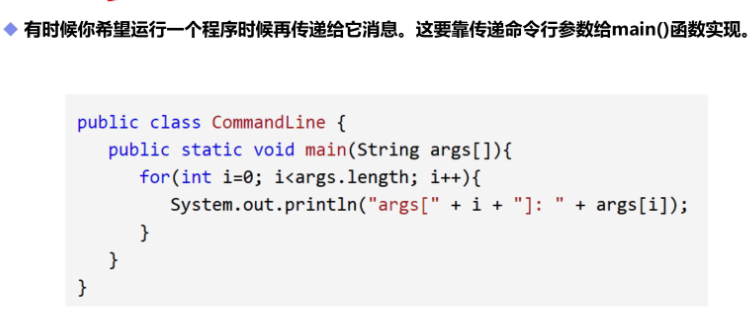 有时候你希望运行一个程序时候再传递给它消息。这要靠传递命令行参数给main()函数实现。
public class CommandLine {
   public static void main(String args[]){
      for(int i=0; i<args.length; i++){
         System.out.println("args[" + i + "]: " + args[i]);
      }
   }
}